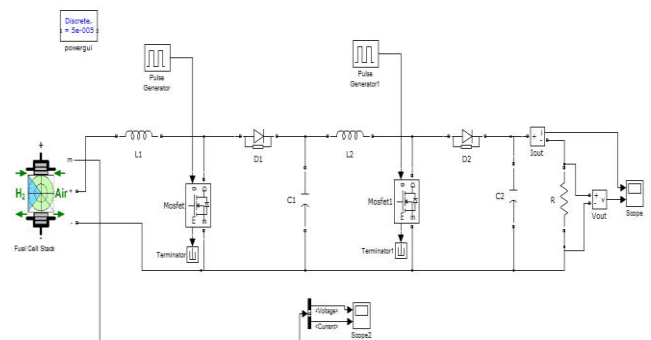 Discrete,
= 5e-005
powergui
Pulse
Generator
Pulse
Generator1
L1
D1
L2
D2
i
+
-
Iout
+
m
+
H2
Air
-
-
Fuel Cell Stack
Mosfet
g
D
m
S
C1
Mosfet1
g
D
m
S
C2
R
+
-
v
Vout
Scope
Terminator
Terminator1
<Voltage>
<Current>
Scope2